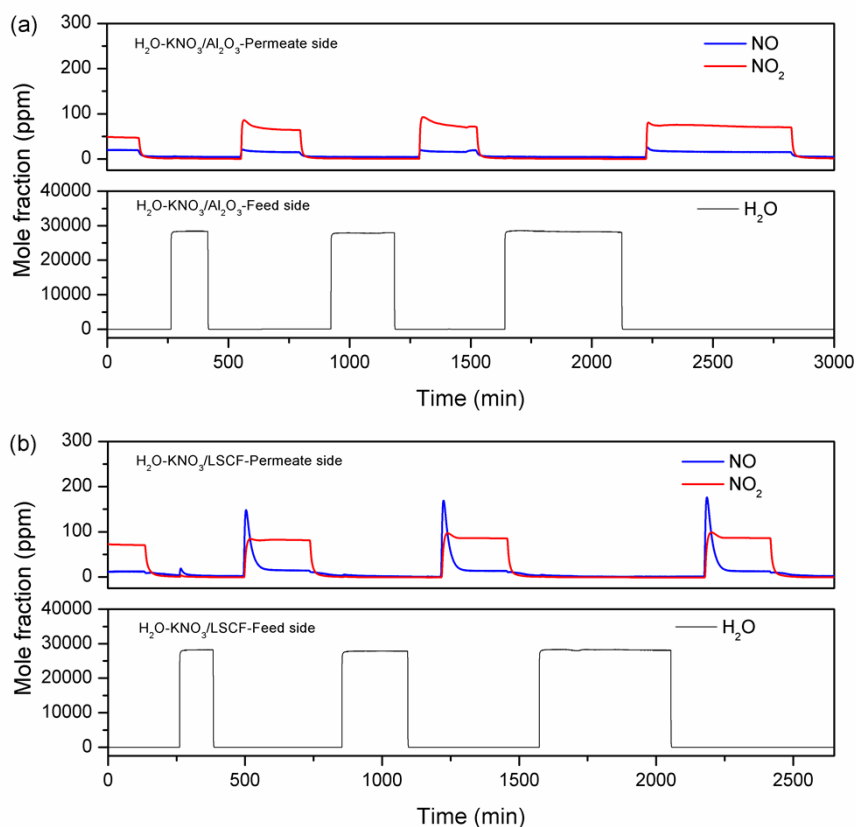 (a)
H₂O-KNO₃/Al₂O₃-Permeate side
NO
NO₂
300
200
100
0
H₂O-KNO₃/Al₂O₃-Feed side
H₂O
40000
30000
20000
10000
0
Mole fraction (ppm)
0 500 1000 1500 2000 2500 3000
Time (min)
(b)
H₂O-KNO₃/LSCF-Permeate side
NO
NO₂
300
200
100
0
H₂O-KNO₃/LSCF-Feed side
H₂O
40000
30000
20000
10000
0
Mole fraction (ppm)
0 500 1000 1500 2000 2500
Time (min)